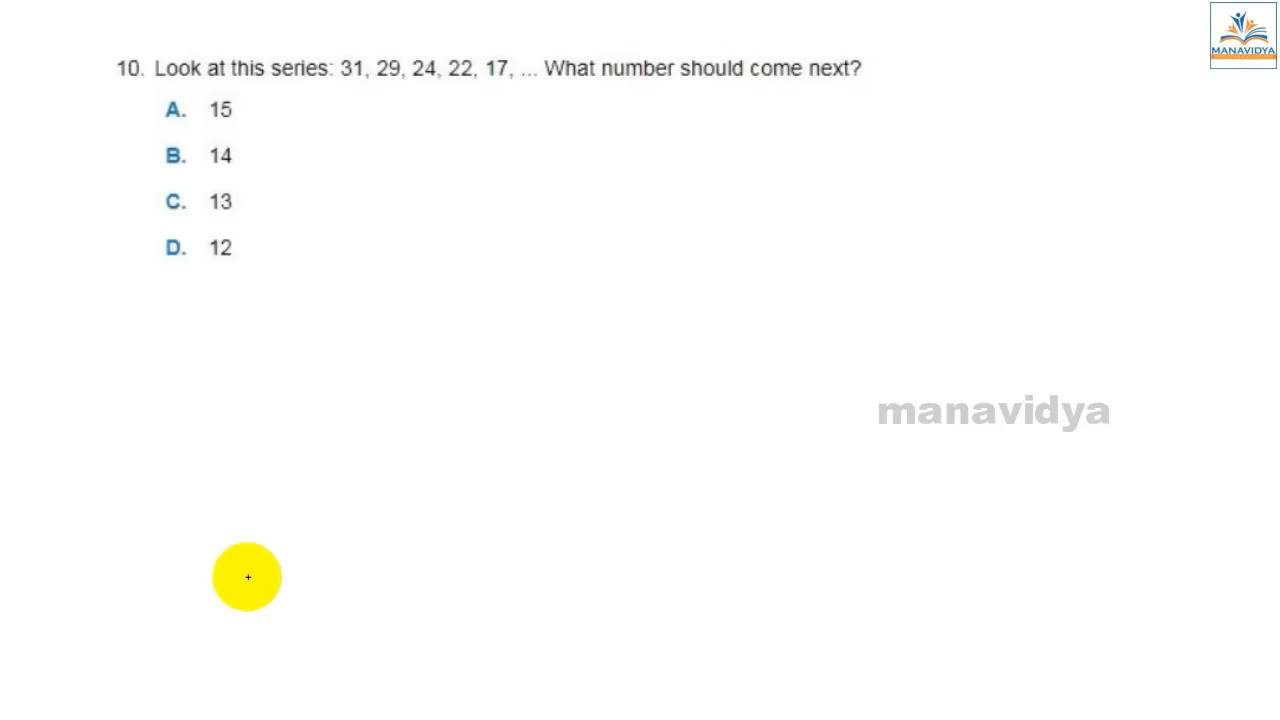 MANAVIDYA
10. Look at this series: 31, 29, 24, 22, 17, ... What number should come next?
A. 15
B. 14
C. 13
D. 12
manavidya